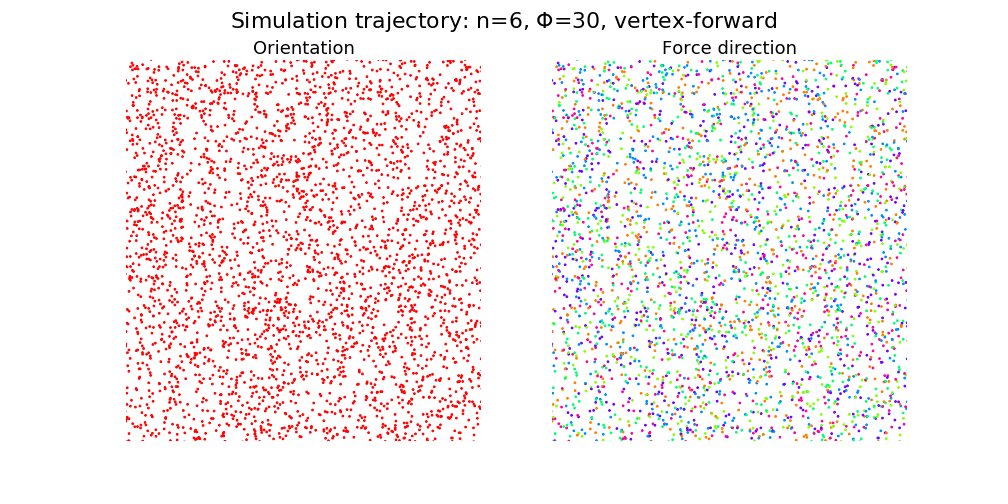 Simulation trajectory: n=6, Φ=30, vertex-forward
Orientation
Force direction